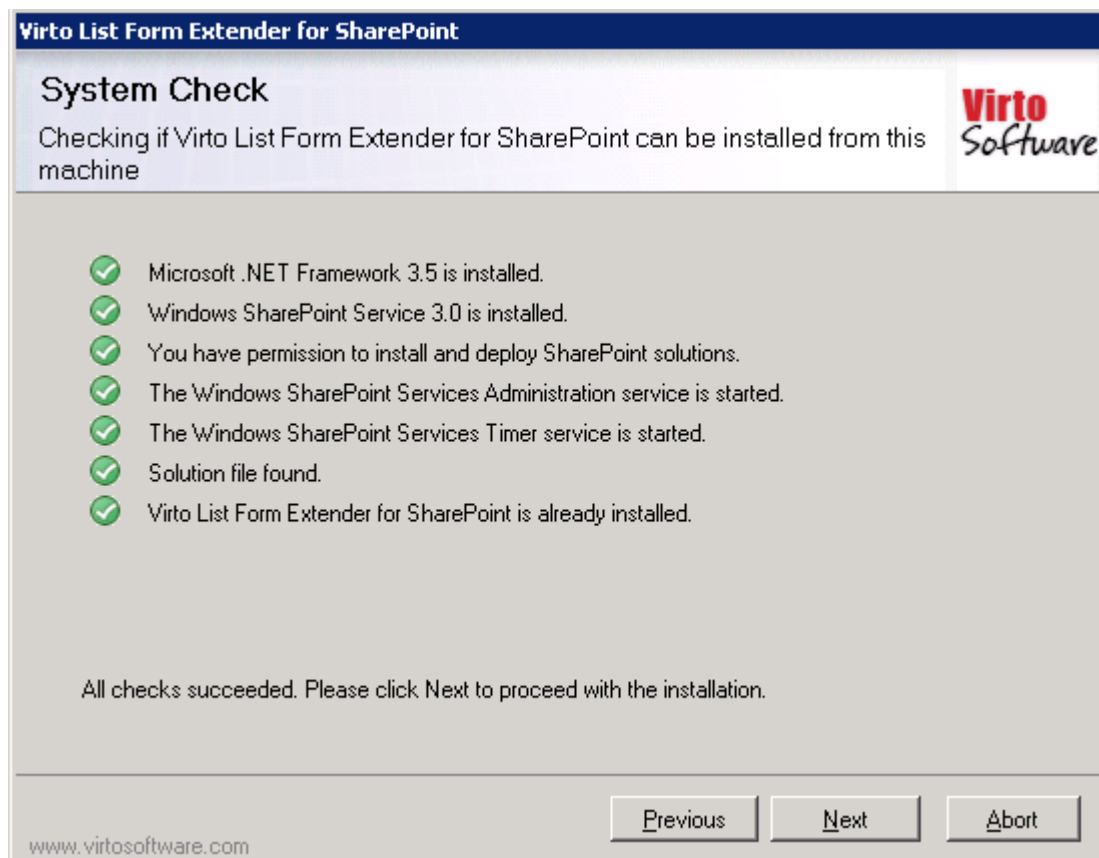 Virto List Form Extender for SharePoint
System Check
Checking if Virto List Form Extender for SharePoint can be installed from this
machine
Virto
Software
Microsoft .NET Framework 3.5 is installed.
Windows SharePoint Service 3.0 is installed.
You have permission to install and deploy SharePoint solutions.
The Windows SharePoint Services Administration service is started.
The Windows SharePoint Services Timer service is started.
Solution file found.
Virto List Form Extender for SharePoint is already installed.
All checks succeeded. Please click Next to proceed with the installation.
Previous
Next
Abort
www.virtosoftware.com